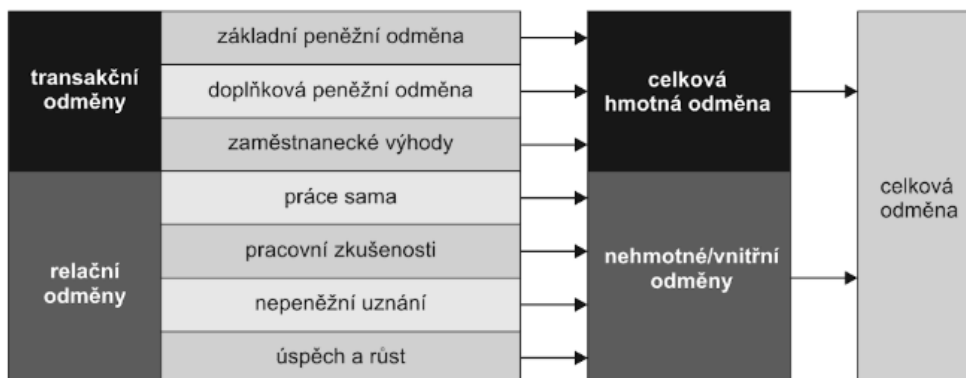 transakční
odměny
základní peněžní odměna
doplňková peněžní odměna
zaměstnanecké výhody
celková
hmotná odměna
relační
odměny
práce sama
pracovní zkušenosti
nepeněžní uznání
úspěch a růst
nehmotné/vnitřní
odměny
celková
odměna